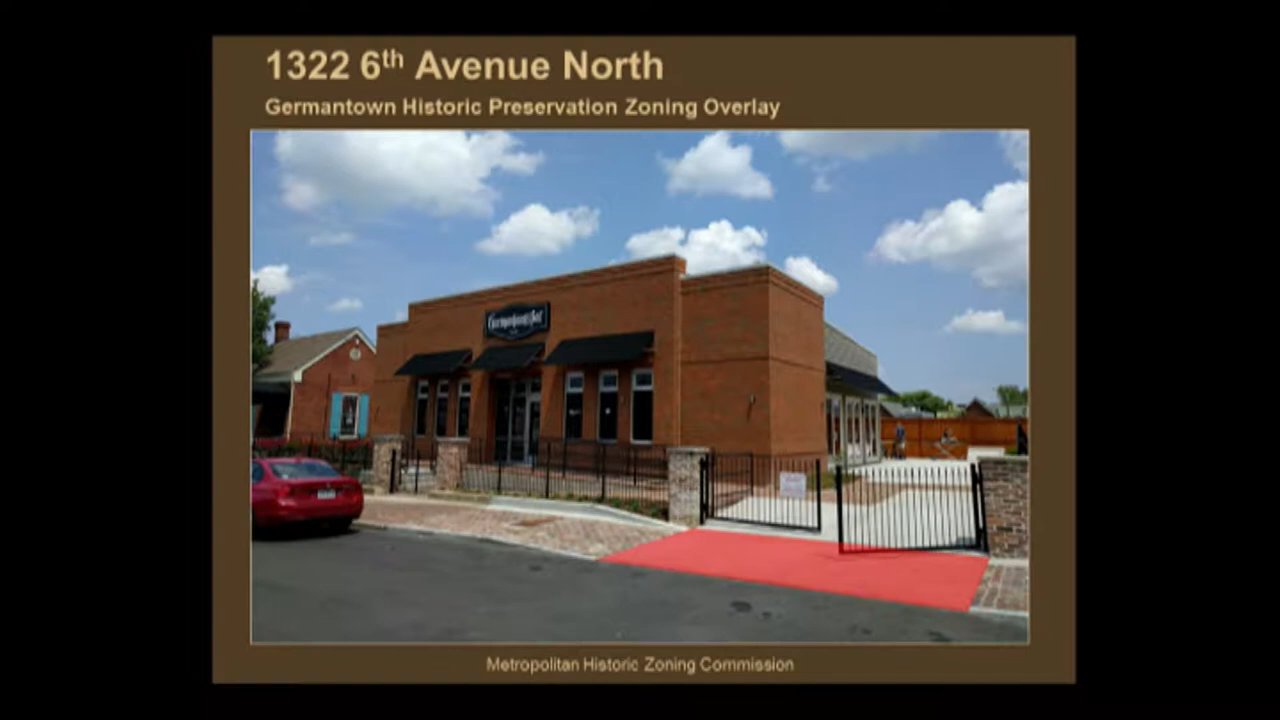 1322 6th Avenue North
Germantown Historic Preservation Zoning Overlay
Metropolitan Historic Zoning Commission